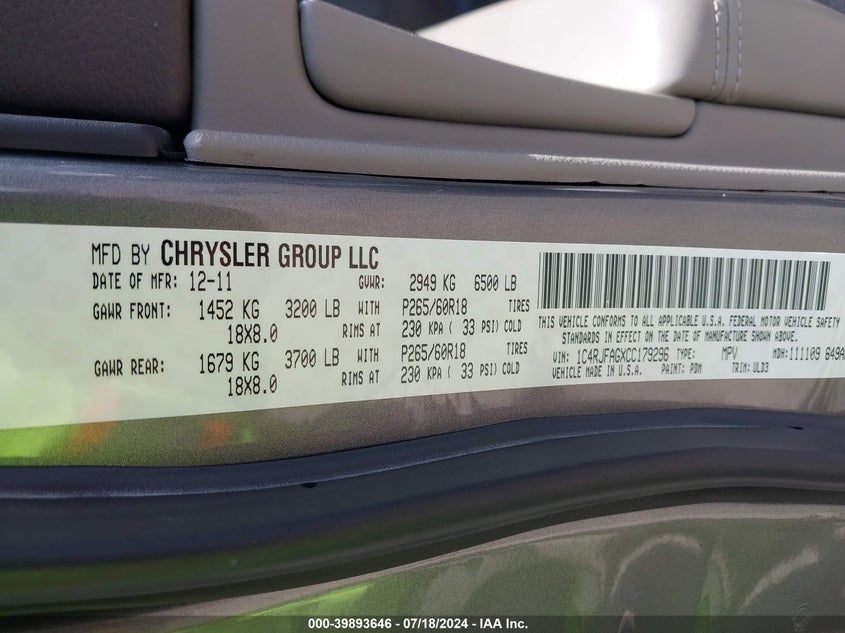 MFD BY CHRYSLER GROUP LLC
DATE OF MFR: 12-11 GVWR: 2949 KG 6500 LB
GAWR FRONT: 1452 KG 3200 LB WITH P265/60R18 TIRES
18X8.0 RIMS AT 230 KPA ( 33 PSI) COLD
GAWR REAR: 1679 KG 3700 LB WITH P265/60R18 TIRES
18X8.0 RIMS AT 230 KPA ( 33 PSI) COLD
THIS VEHICLE CONFORMS TO ALL APPLICABLE U.S.A. FEDERAL MOTOR VEHICLE SAFETY
STANDARDS IN EFFECT ON THE DATE OF MANUFACTURE SHOWN ABOVE.
VIN: 1C4RJFAGXCC179296 TYPE: MPV MDH: 111109 649A
VEHICLE MADE IN U.S.A. PAINT: PDM TRIM: ULD3
000-39893646 - 07/18/2024 - IAA Inc.